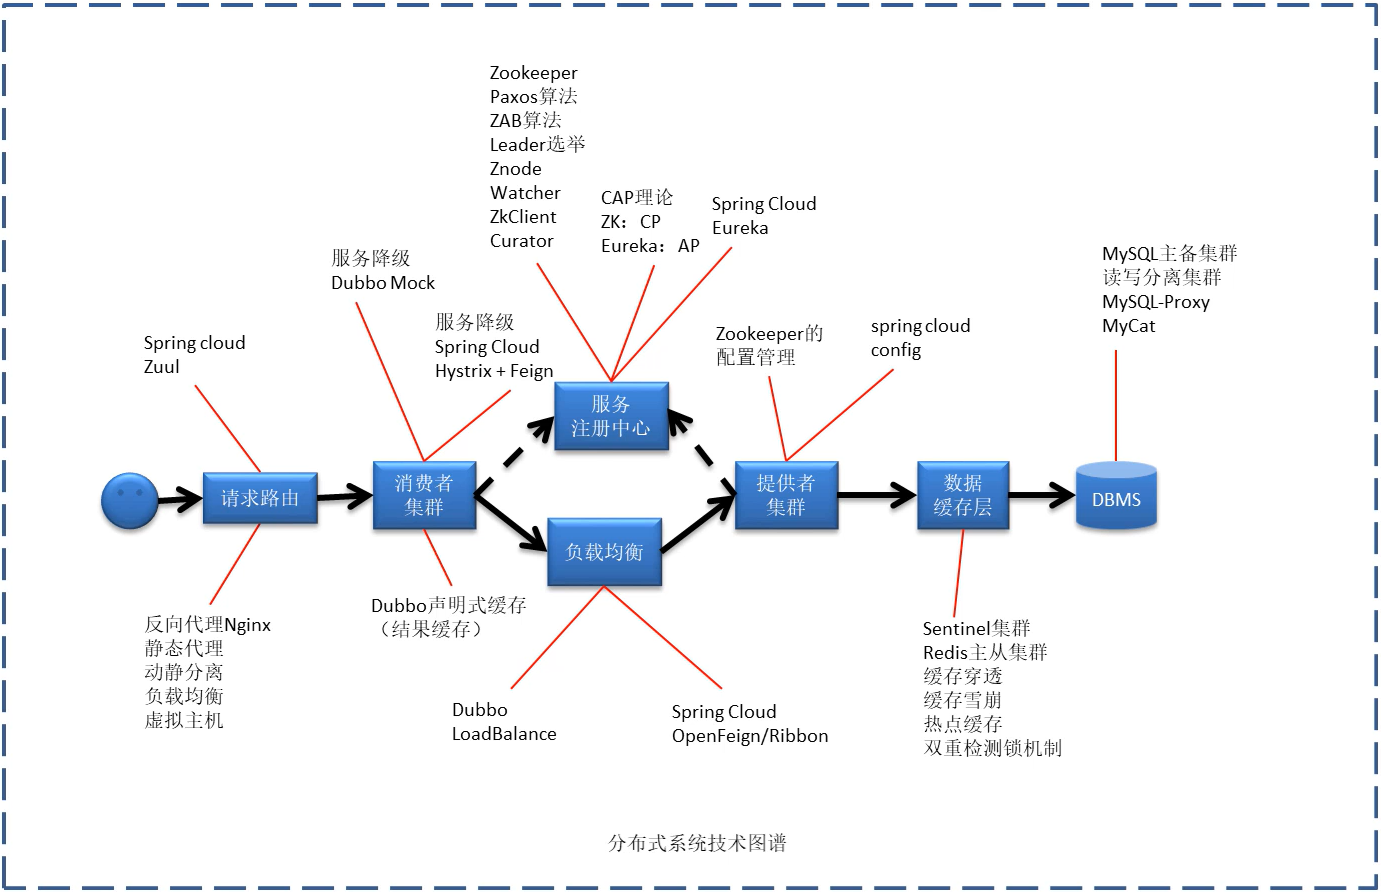 Zookeeper
Paxos算法
ZAB算法
Leader选举
Znode
Watcher
ZkClient
Curator
CAP理论
ZK：CP
Eureka：AP
Spring Cloud
Eureka
服务降级
Dubbo Mock
服务降级
Spring Cloud
Hystrix + Feign
Spring cloud
Zuul
Zookeeper的
配置管理
spring cloud
config
MySQL主备集群
读写分离集群
MySQL-Proxy
MyCat
请求路由
消费者
集群
服务
注册中心
负载均衡
提供者
集群
数据
缓存层
DBMS
反向代理Nginx
静态代理
动静分离
负载均衡
虚拟主机
Dubbo声明式缓存
（结果缓存）
Dubbo
LoadBalance
Spring Cloud
OpenFeign/Ribbon
Sentinel集群
Redis主从集群
缓存穿透
缓存雪崩
热点缓存
双重检测锁机制
分布式系统技术图谱